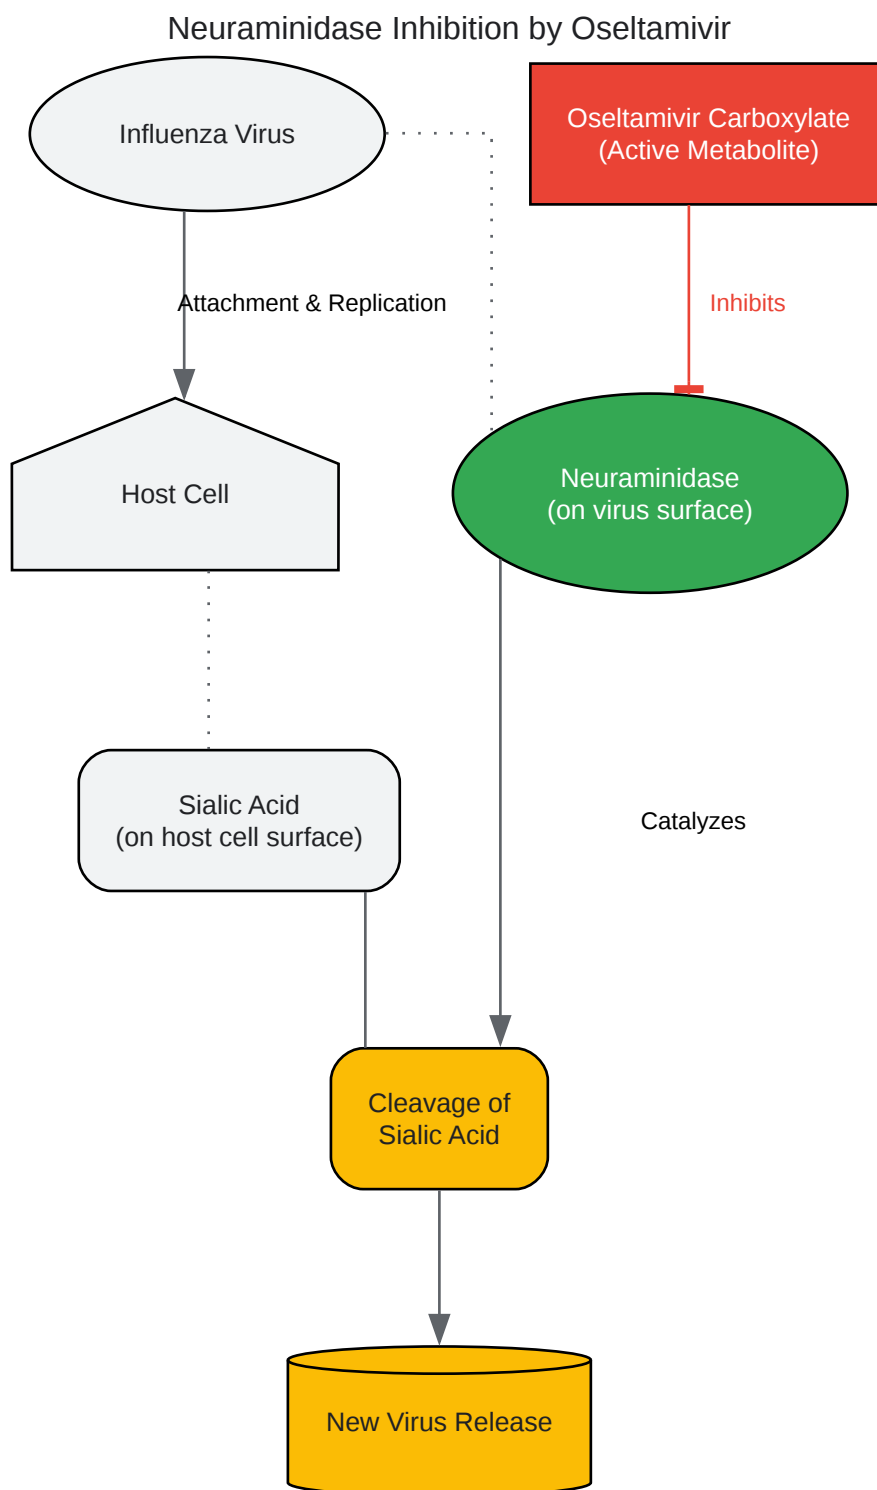 Neuraminidase Inhibition by Oseltamivir
Influenza Virus
Oseltamivir Carboxylate
(Active Metabolite)
Attachment & Replication
Inhibits
Host Cell
Neuraminidase
(on virus surface)
Sialic Acid
(on host cell surface)
Catalyzes
Cleavage of
Sialic Acid
New Virus Release